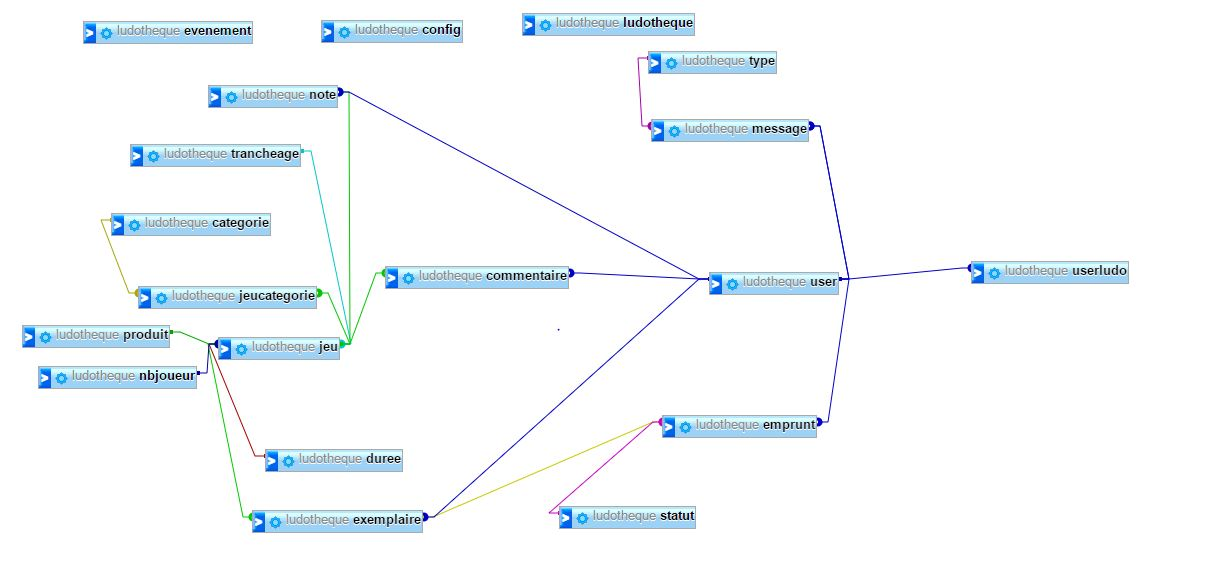 ludotheque evenement
ludotheque config
ludotheque ludotheque
ludotheque type
ludotheque note
ludotheque message
ludotheque trancheage
ludotheque categorie
ludotheque commentaire
ludotheque user
ludotheque userludo
ludotheque jeucategorie
ludotheque produit
ludotheque jeu
ludotheque nbjoueur
ludotheque emprunt
ludotheque duree
ludotheque exemplaire
ludotheque statut